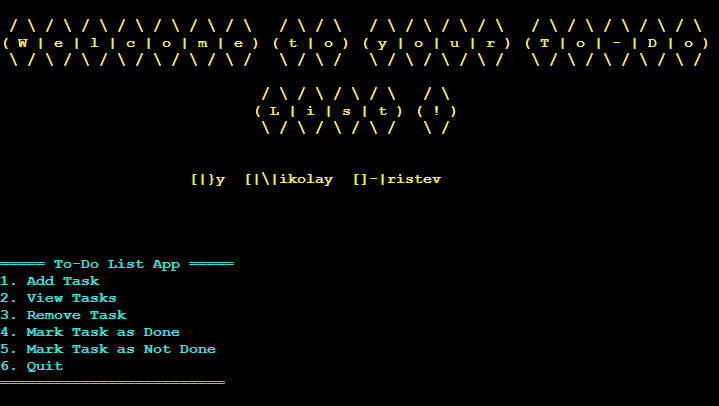 / \ / \ / \ / \ / \ / \ / \   / \ / \   / \ / \ / \ / \   / \ / \ / \ / \ / \
( W | e | l | c | o | m | e ) ( t | o ) ( y | o | u | r ) ( T | o | - | D | o )
 \ / \ / \ / \ / \ / \ / \ /   \ / \ /   \ / \ / \ / \ /   \ / \ / \ / \ / \ /
 / \ / \ / \ / \   / \
( L | i | s | t ) ( ! )
 \ / \ / \ / \ /   \ /
[|}y  [|\|ikolay  []-|ristev
===== To-Do List App =====
1. Add Task
2. View Tasks
3. Remove Task
4. Mark Task as Done
5. Mark Task as Not Done
6. Quit
=========================